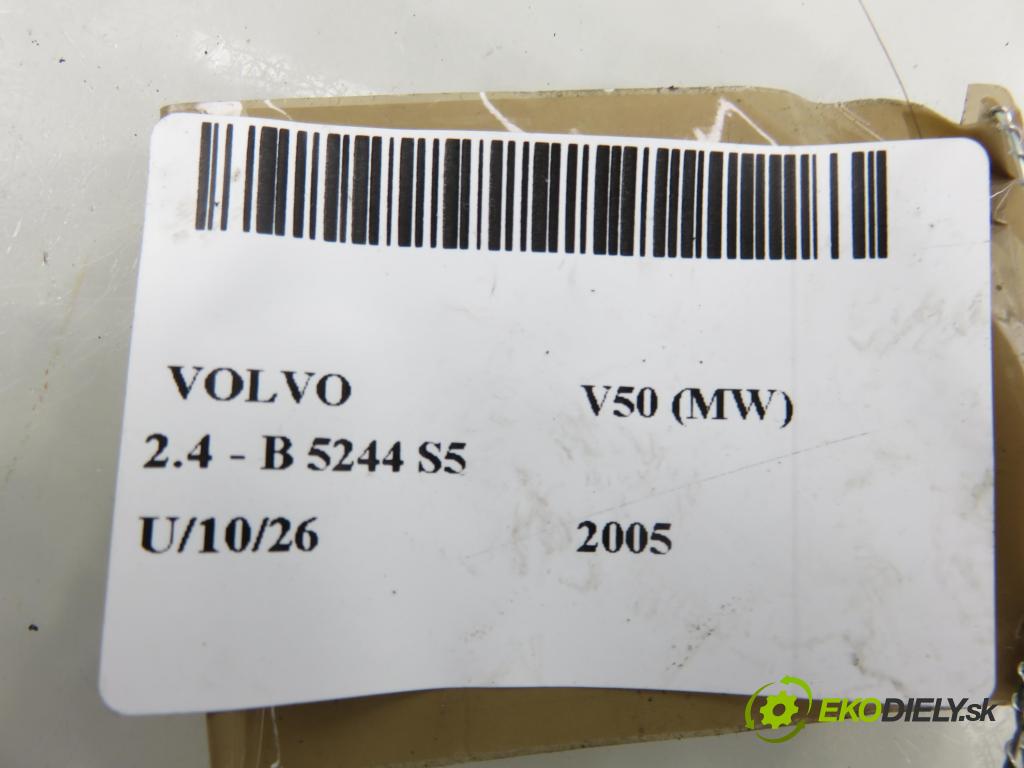 VOLVO V50 (MW)
2.4 - B 5244 S5
U/10/26 2005
EKODIELY.sk